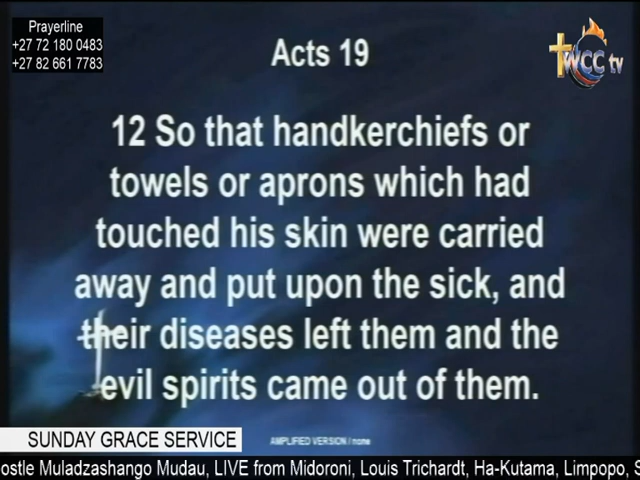 Prayerline
+27 72 180 0483
+27 82 661 7783
WCC tv
Acts 19
12 So that handkerchiefs or
towels or aprons which had
touched his skin were carried
away and put upon the sick, and
their diseases left them and the
evil spirits came out of them.
AMPLIFIED VERSION / none
SUNDAY GRACE SERVICE
ostle Muladzashango Mudau, LIVE from Midoroni, Louis Trichardt, Ha-Kutama, Limpopo, S